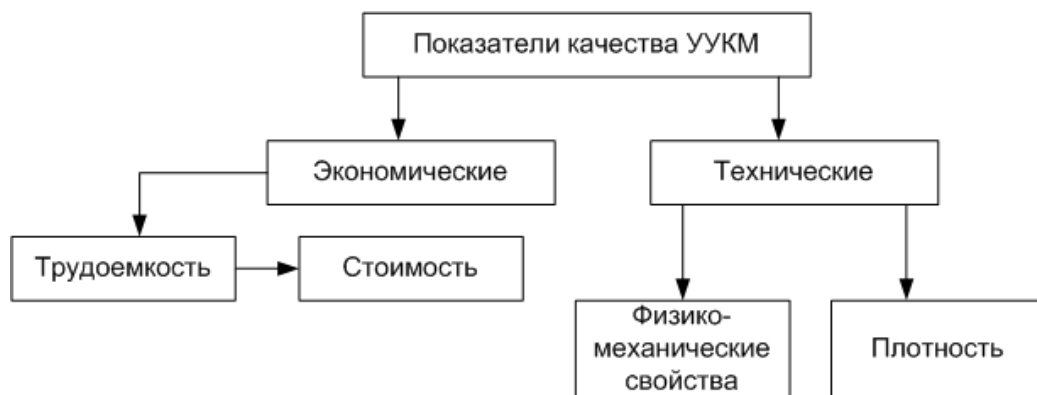 Показатели качества УУКМ
Экономические
Технические
Трудоемкость
Стоимость
Физико-
механические
свойства
Плотность